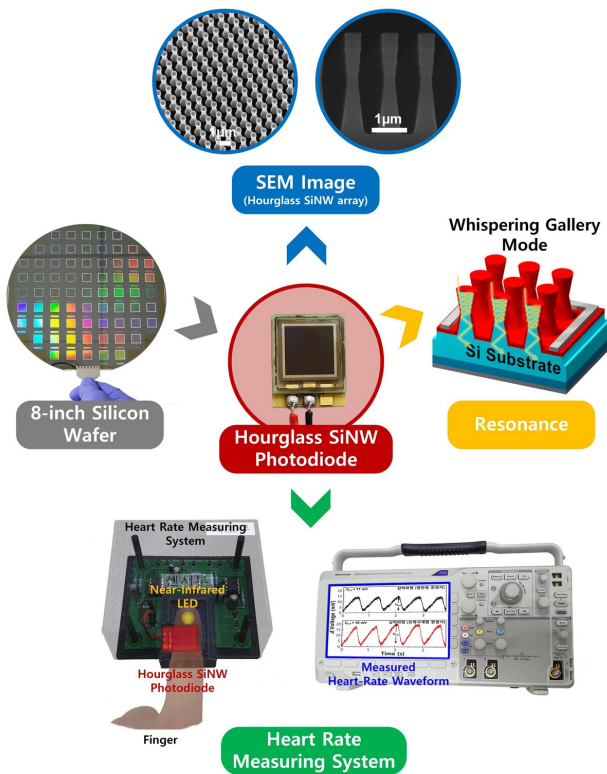 1μm
1μm
SEM Image
(Hourglass SiNW array)
Whispering Gallery
Mode
Si Substrate
8-inch Silicon
Wafer
Hourglass SiNW
Photodiode
Resonance
Heart Rate Measuring
System
Near-Infrared
LED
Hourglass SiNW
Photodiode
Finger
Δ Voltage (mV)
Time (s)
Measured
Heart-Rate Waveform
Heart Rate
Measuring System